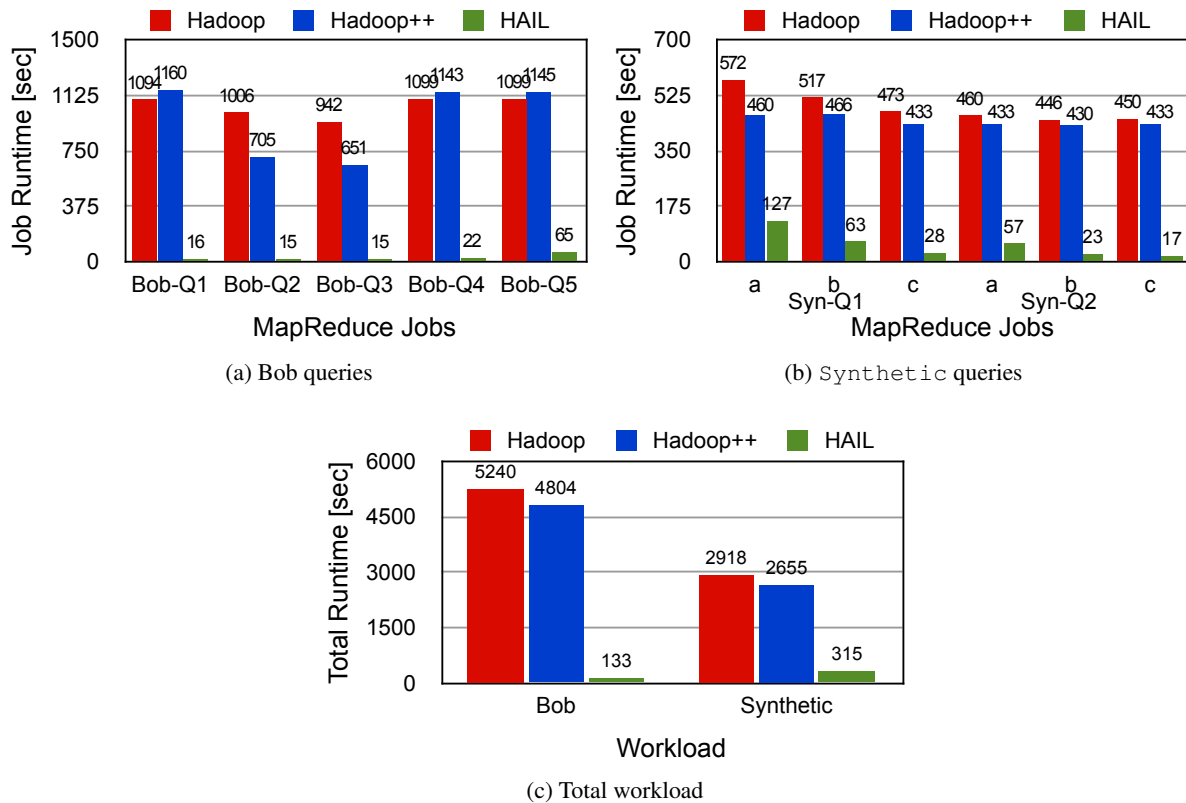 Hadoop Hadoop++ HAIL
Job Runtime [sec]
1500
1125
750
375
0
1094 1160 16
1006 705 15
942 651 15
1099 1143 22
1099 1145 65
Bob-Q1 Bob-Q2 Bob-Q3 Bob-Q4 Bob-Q5
MapReduce Jobs
(a) Bob queries
Hadoop Hadoop++ HAIL
Job Runtime [sec]
700
525
350
175
0
572 460 127
517 466 63
473 433 28
460 433 57
446 430 23
450 433 17
a b c a b c
Syn-Q1 Syn-Q2
MapReduce Jobs
(b) Synthetic queries
Hadoop Hadoop++ HAIL
Total Runtime [sec]
6000
4500
3000
1500
0
5240 4804 133
2918 2655 315
Bob Synthetic
Workload
(c) Total workload